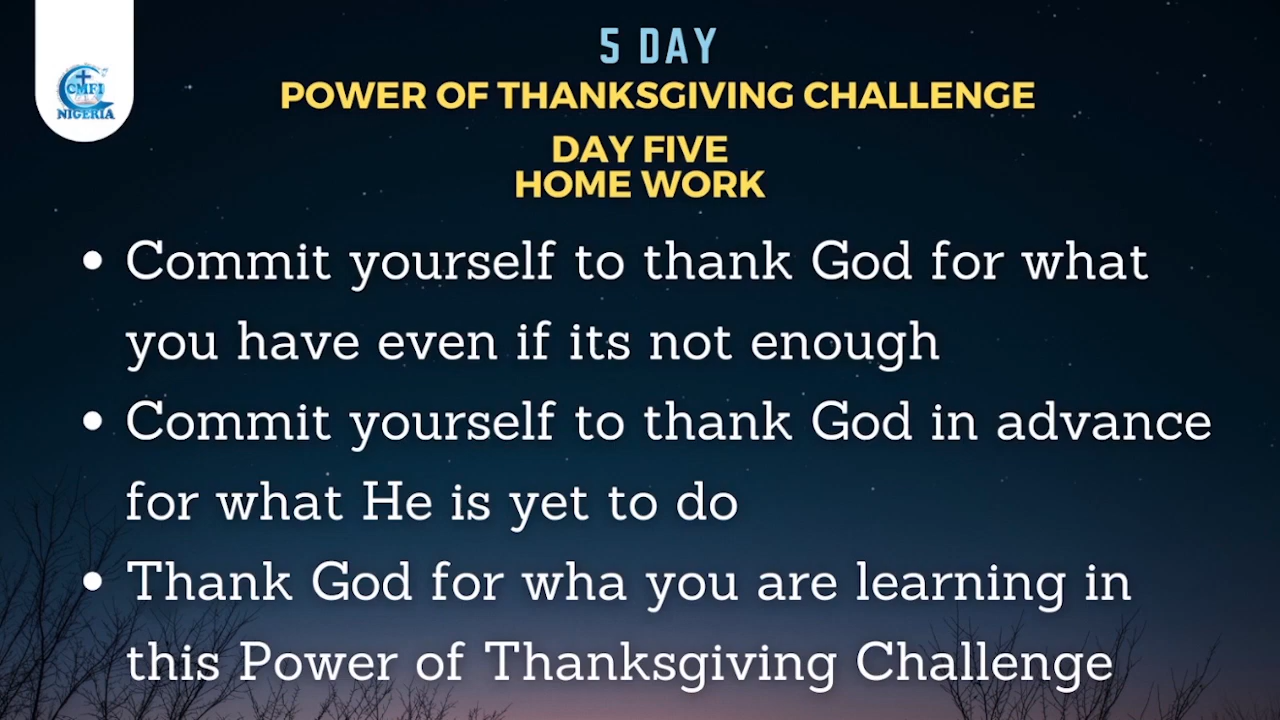 CMFI
NIGERIA
5 DAY
POWER OF THANKSGIVING CHALLENGE
DAY FIVE
HOME WORK
• Commit yourself to thank God for what
you have even if its not enough
• Commit yourself to thank God in advance
for what He is yet to do
• Thank God for wha you are learning in
this Power of Thanksgiving Challenge